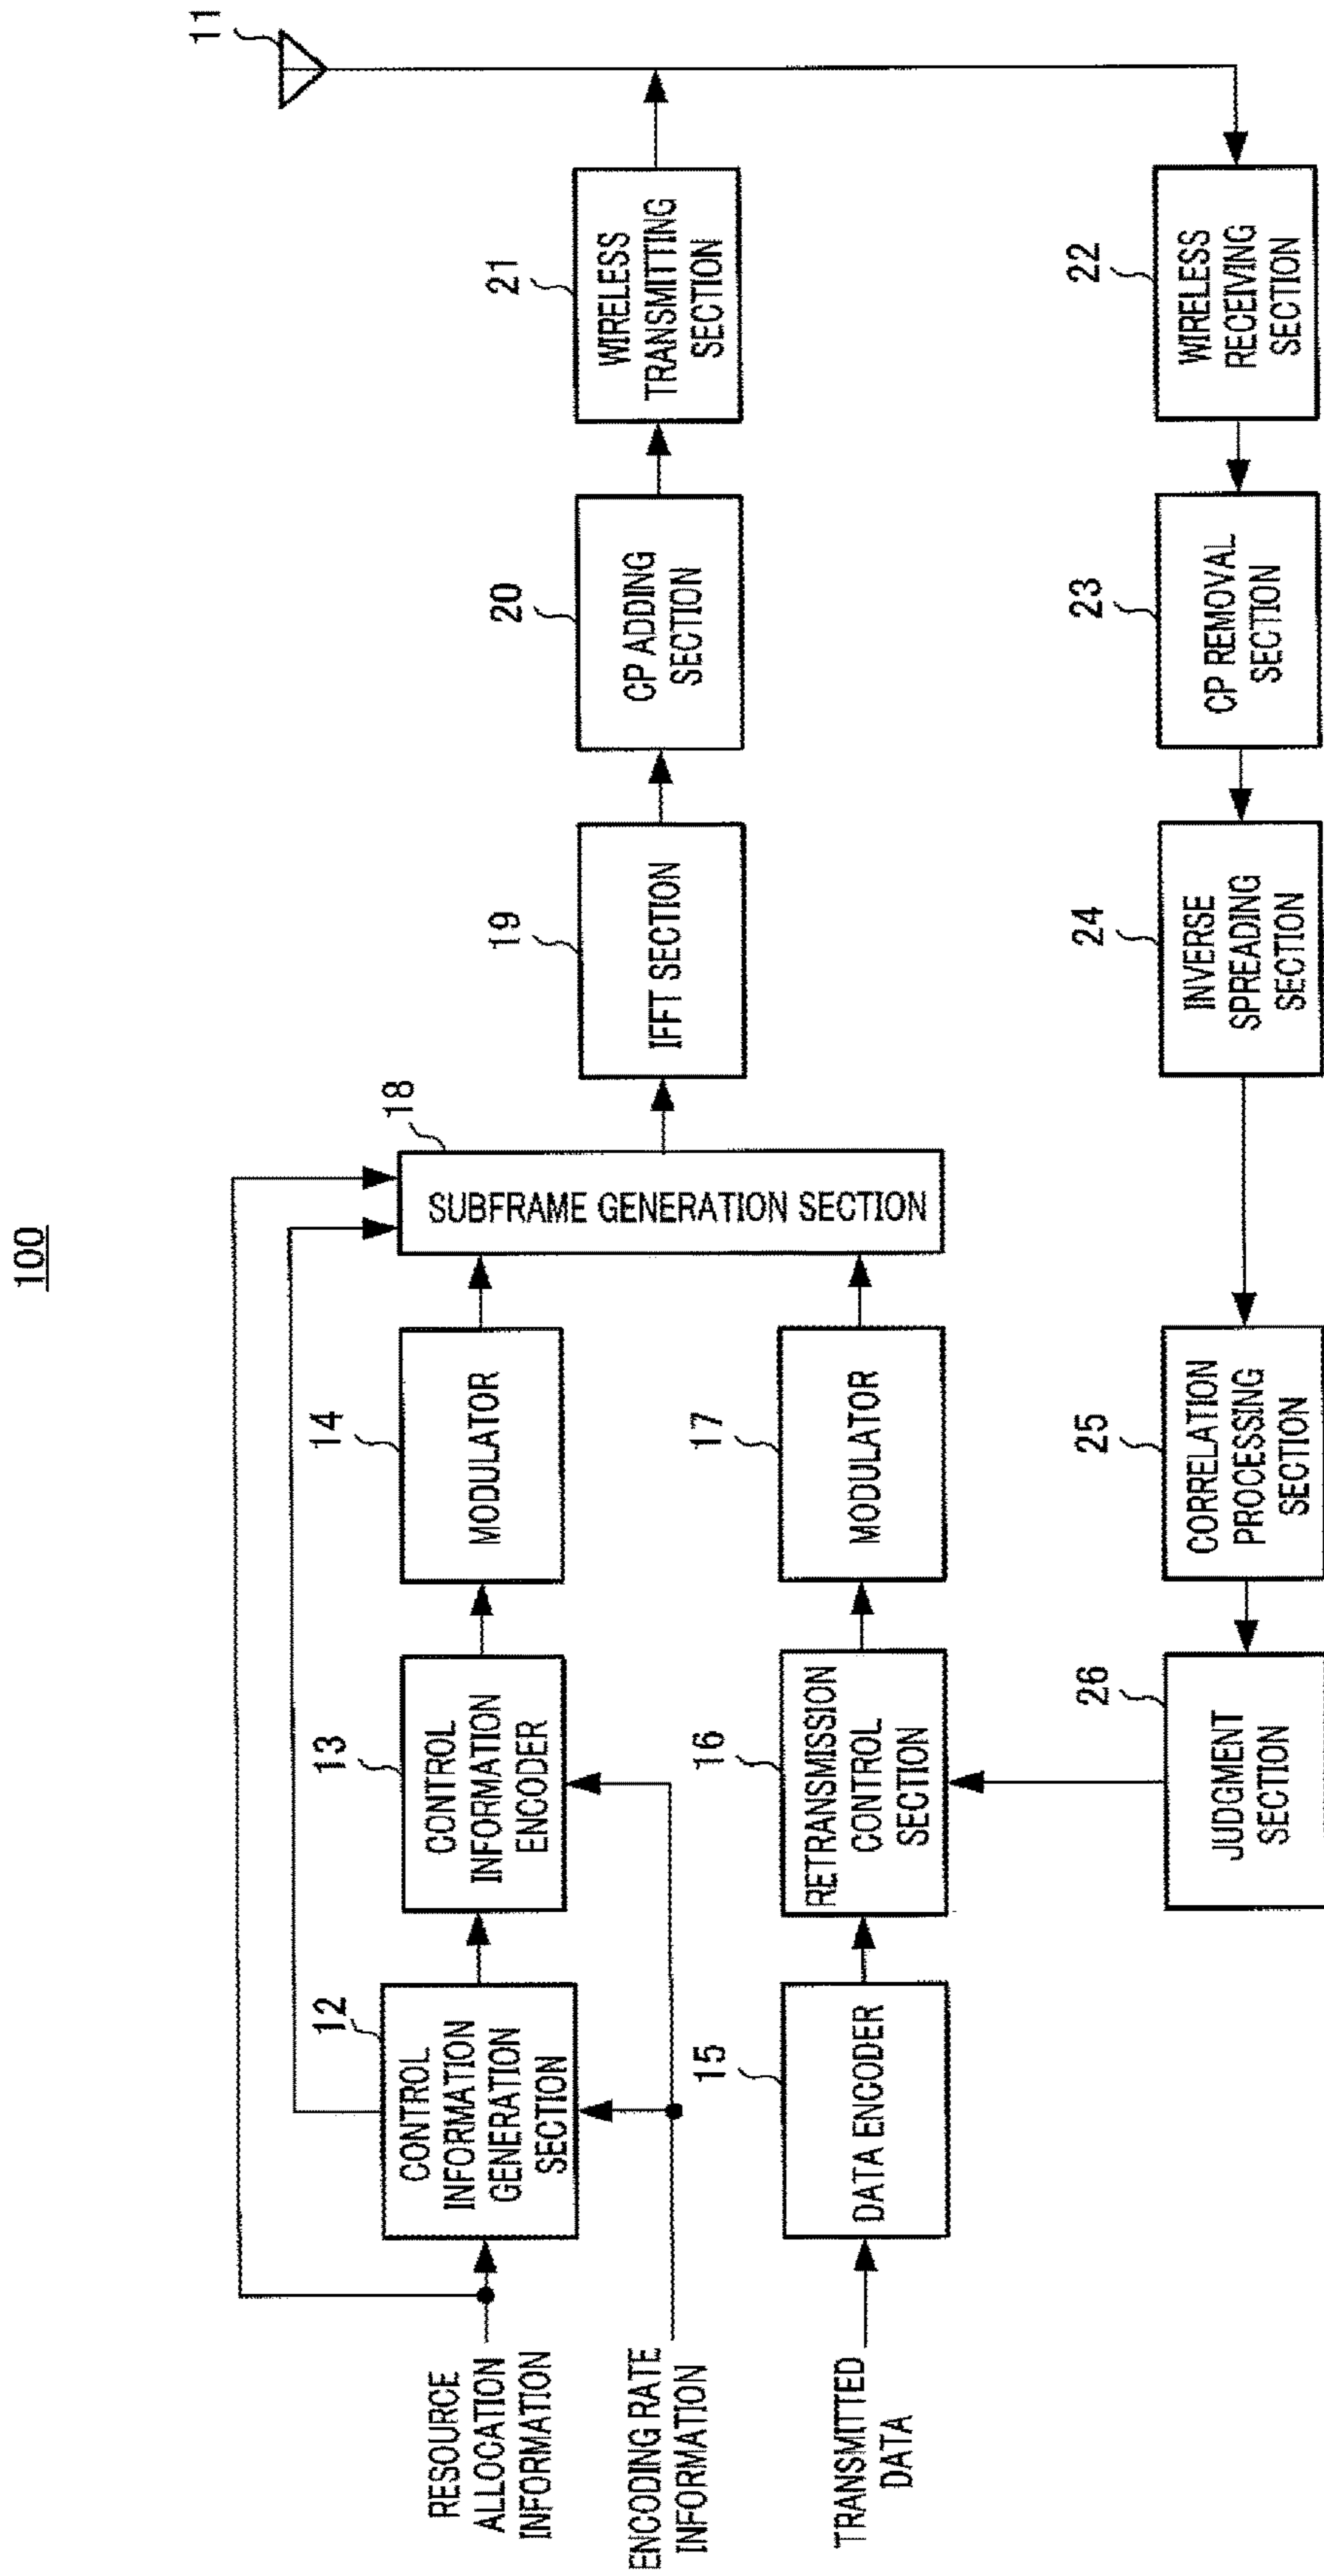 100
11
RESOURCE
ALLOCATION
INFORMATION
12
CONTROL
INFORMATION
GENERATION
SECTION
13
CONTROL
INFORMATION
ENCODER
14
MODULATOR
18
SUBFRAME GENERATION SECTION
19
IFFT SECTION
20
CP ADDING
SECTION
21
WIRELESS
TRANSMITTING
SECTION
ENCODING RATE
INFORMATION
TRANSMITTED
DATA
15
DATA ENCODER
16
RETRANSMISSION
CONTROL
SECTION
17
MODULATOR
26
JUDGMENT
SECTION
25
CORRELATION
PROCESSING
SECTION
24
INVERSE
SPREADING
SECTION
23
CP REMOVAL
SECTION
22
WIRELESS
RECEIVING
SECTION